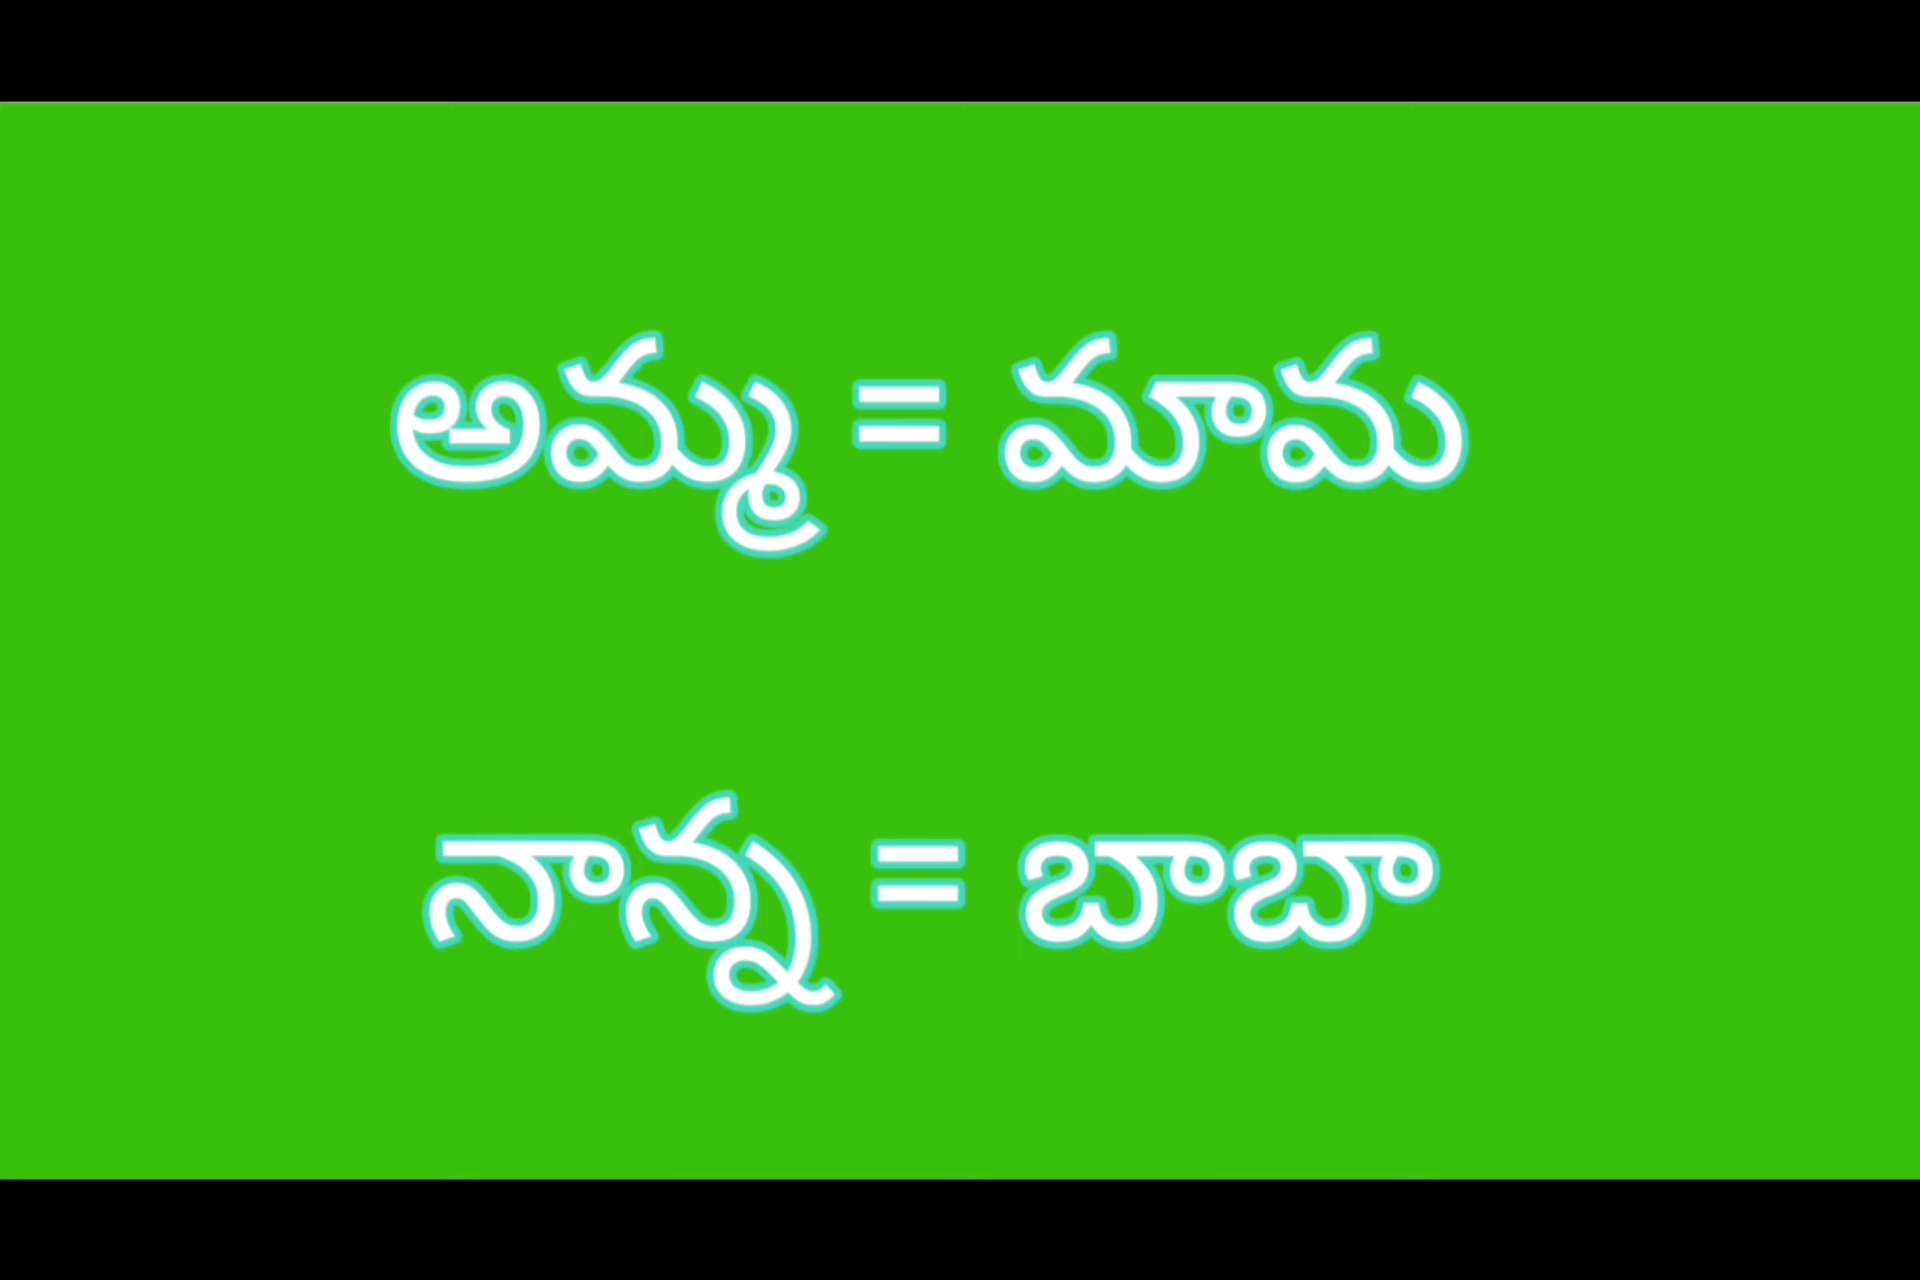 అమ్మ = మామ
నాన్న = బాబా